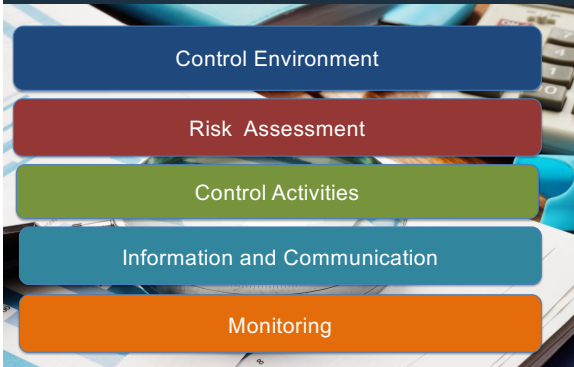 Control Environment
Risk Assessment
Control Activities
Information and Communication
Monitoring